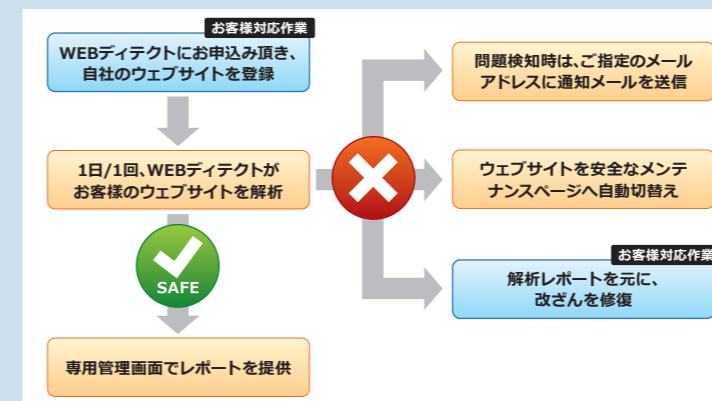 お客様対応作業
WEBディテクトにお申込み頂き、
自社のウェブサイトを登録
1日/1回、WEBディテクトが
お客様のウェブサイトを解析
SAFE
専用管理画面でレポートを提供
問題検知時は、ご指定のメール
アドレスに通知メールを送信
ウェブサイトを安全なメンテ
ナンスページへ自動切替え
お客様対応作業
解析レポートを元に、
改ざんを修復